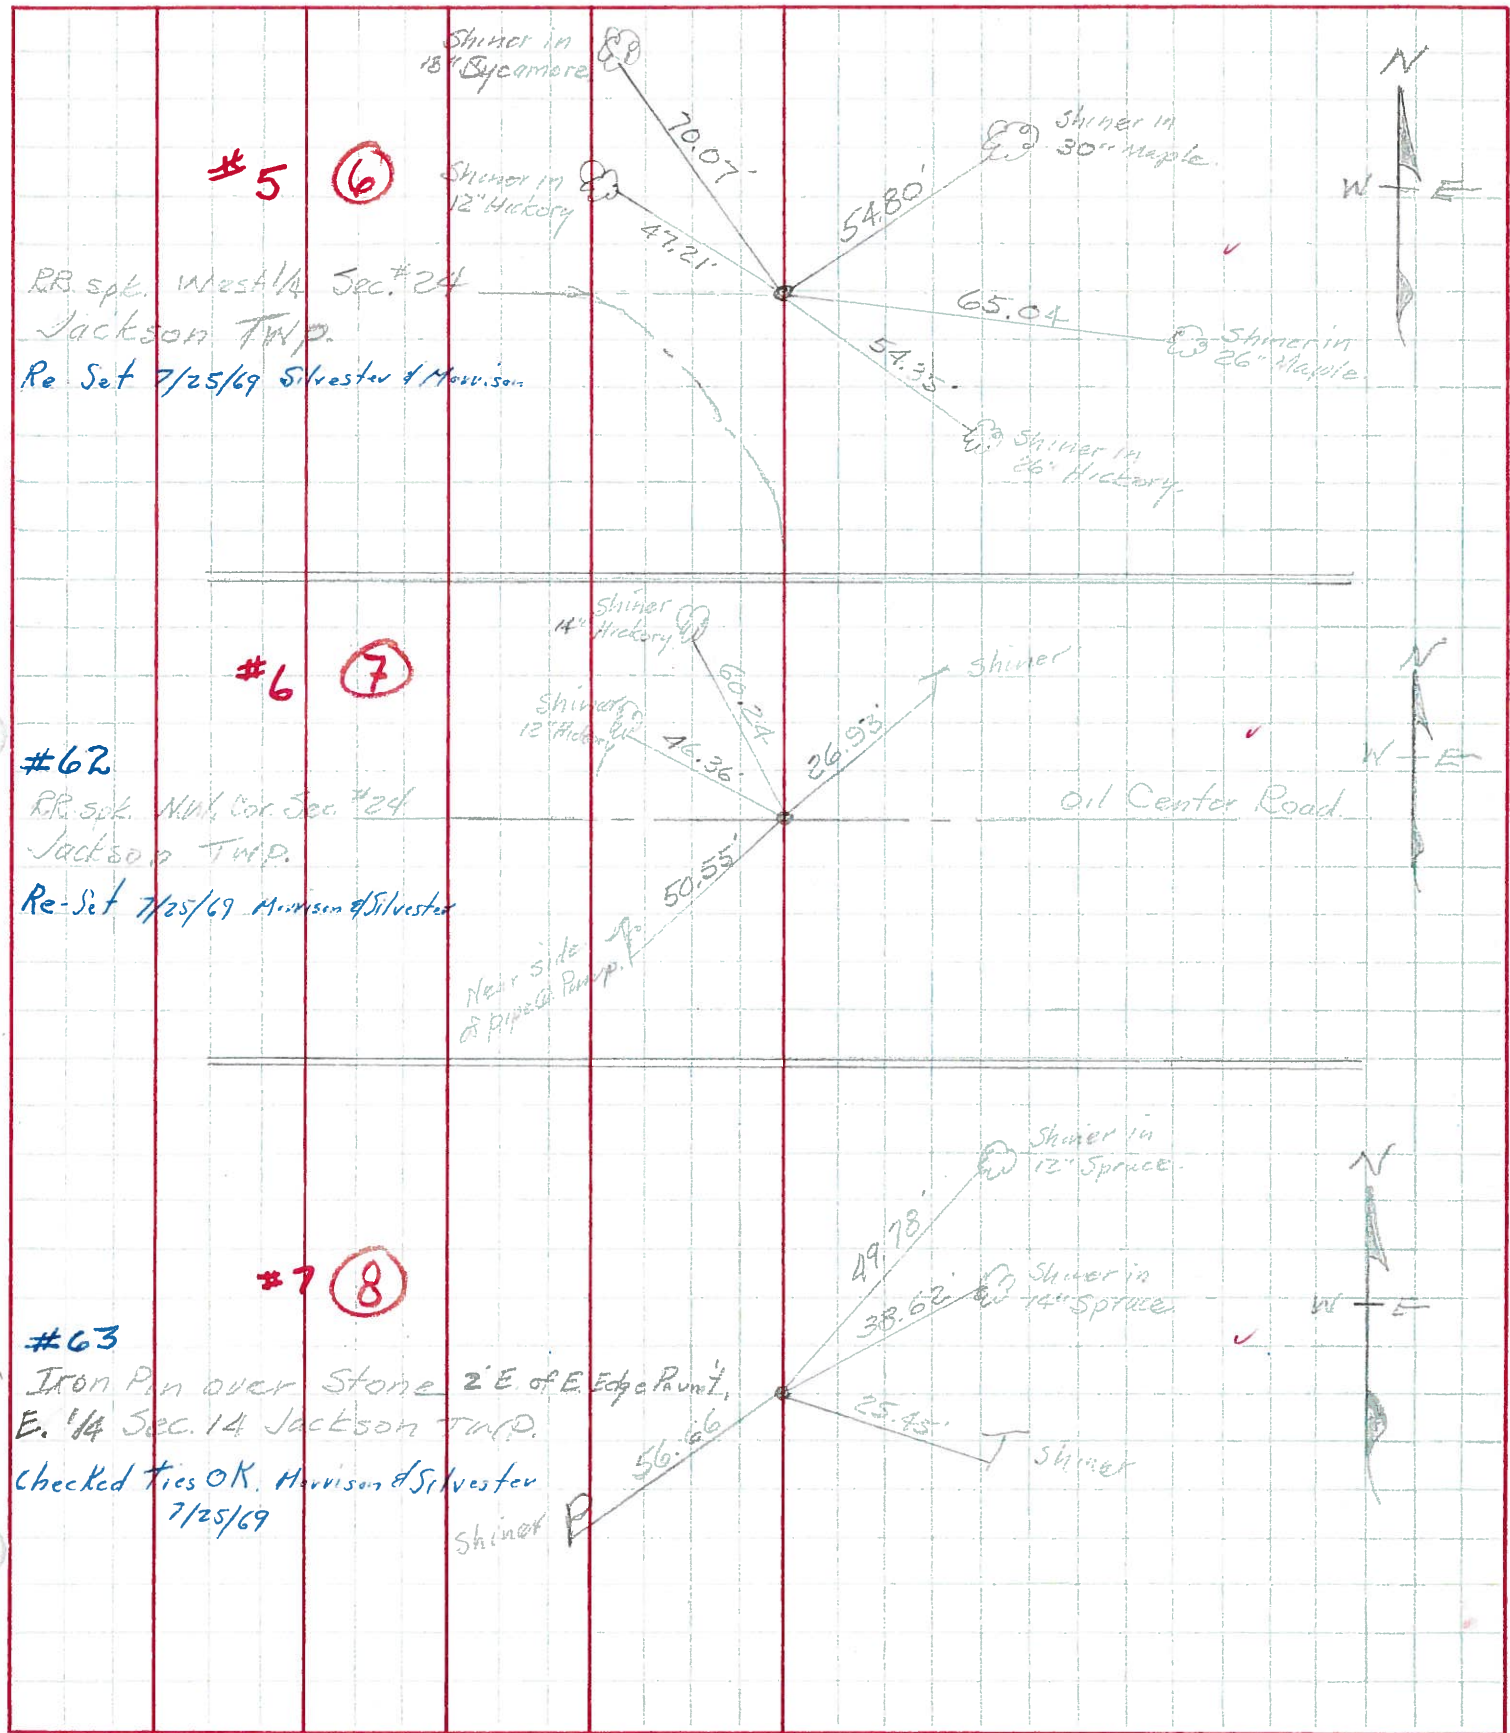 Shiner in
18" Sycamore
70.07'
#5 6
Shiner in
12" Hickory
47.21'
54.80'
Shiner in
30" Maple.
N
W E
RR. spk. West 1/4 Sec. #24
Jackson Twp.
Re Set 7/25/69 Silvester & Morrison
65.04
Shiner in
26" Maple
54.35'
Shiner in
26" Hickory.
#6 7
Shiner
14" Hickory
60.24
Shiner
12" Hickory
46.36'
26.93'
Shiner
N
W E
#62
RR. spk. N.W. Cor. Sec. #24
Jackson Twp.
Oil Center Road
Re-Set 7/25/69 Morrison & Silvester
50.55'
Near side
of Pipe @ Pump.
#7 8
Shiner in
12" Spruce.
49.78'
Shiner in
14" Spruce
38.62'
N
W E
#63
Iron Pin over Stone 2' E. of E. Edge Pavm't,
E. 1/4 Sec. 14 Jackson Twp.
Checked Ties OK. Morrison & Silvester
7/25/69
25.45'
Shiner
56.66
Shiner
P